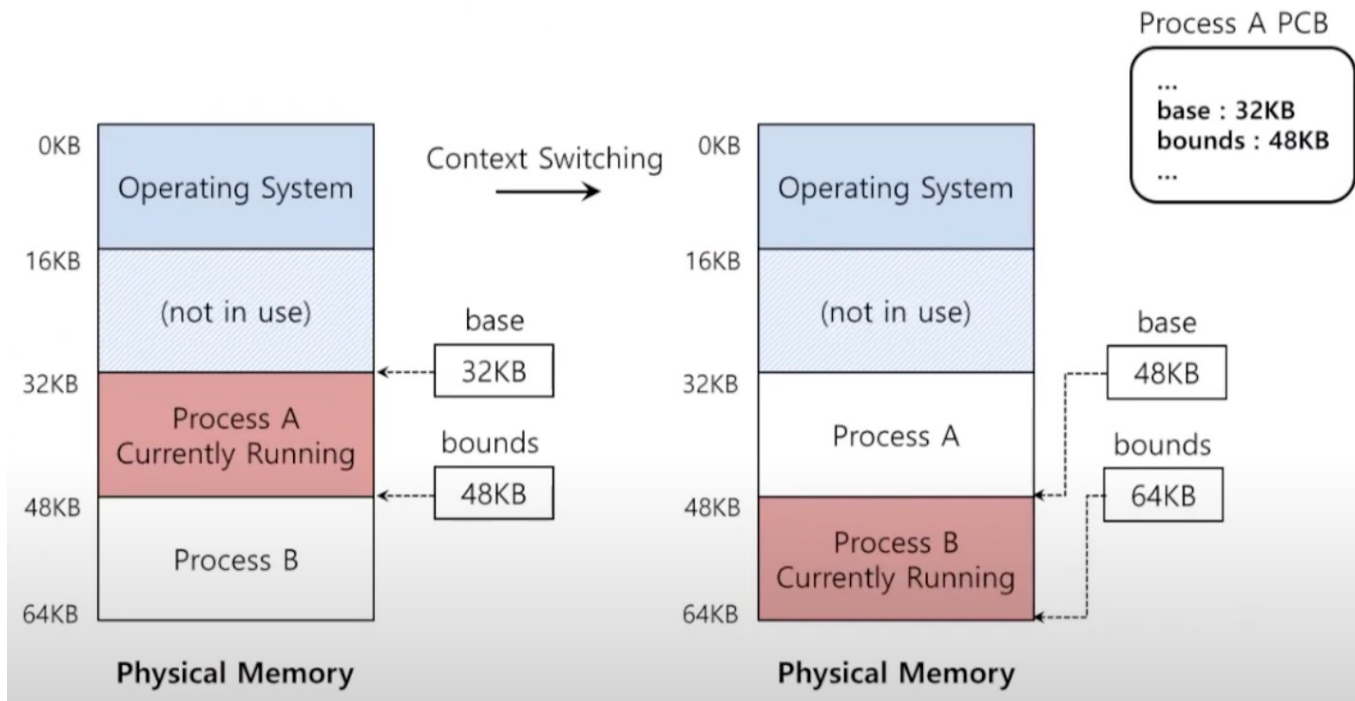 Process A PCB
...
base : 32KB
bounds : 48KB
...
Context Switching
0KB
Operating System
16KB
(not in use)
base
32KB
32KB
Process A
Currently Running
bounds
48KB
48KB
Process B
64KB
Physical Memory
0KB
Operating System
16KB
(not in use)
base
48KB
32KB
Process A
bounds
64KB
48KB
Process B
Currently Running
64KB
Physical Memory